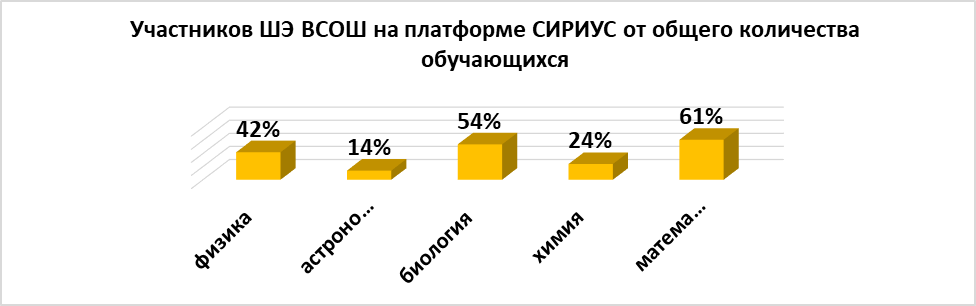 Участников ШЭ ВСОШ на платформе СИРИУС от общего количества
обучающихся
42%
14%
54%
24%
61%
физика
астроно...
биология
химия
матема...